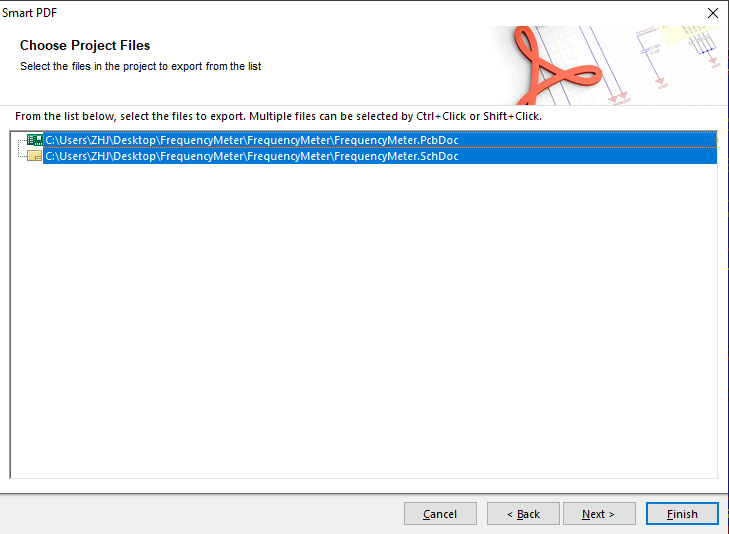 Smart PDF
Choose Project Files
Select the files in the project to export from the list
From the list below, select the files to export. Multiple files can be selected by Ctrl+Click or Shift+Click.
C:\Users\ZHJ\Desktop\FrequencyMeter\FrequencyMeter\FrequencyMeter.PcbDoc
C:\Users\ZHJ\Desktop\FrequencyMeter\FrequencyMeter\FrequencyMeter.SchDoc
Cancel
< Back
Next >
Finish